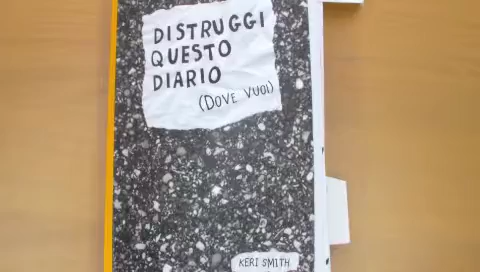 DISTRUGGI
QUESTO
DIARIO
(DOVE VUOI)
KERI SMITH